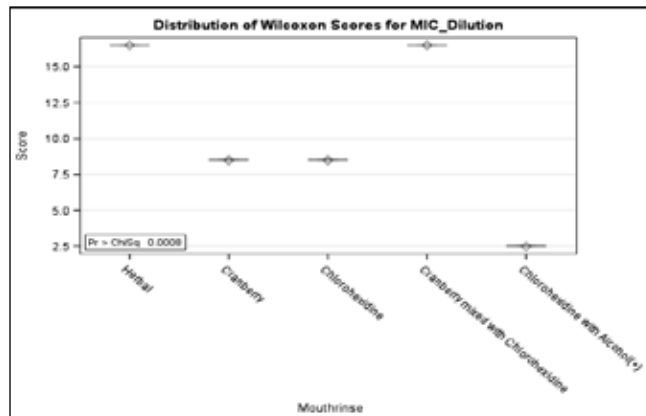 Distribution of Wilcoxon Scores for MIC_Dilution
Score
15.0
12.5
10.0
7.5
5.0
2.5
Pr > ChiSq 0.0008
Herbal
Cranberry
Chlorohexidine
Cranberry mixed with Chlorohexidine
Chlorohexidine with Alcohol(+)
Mouthrinse